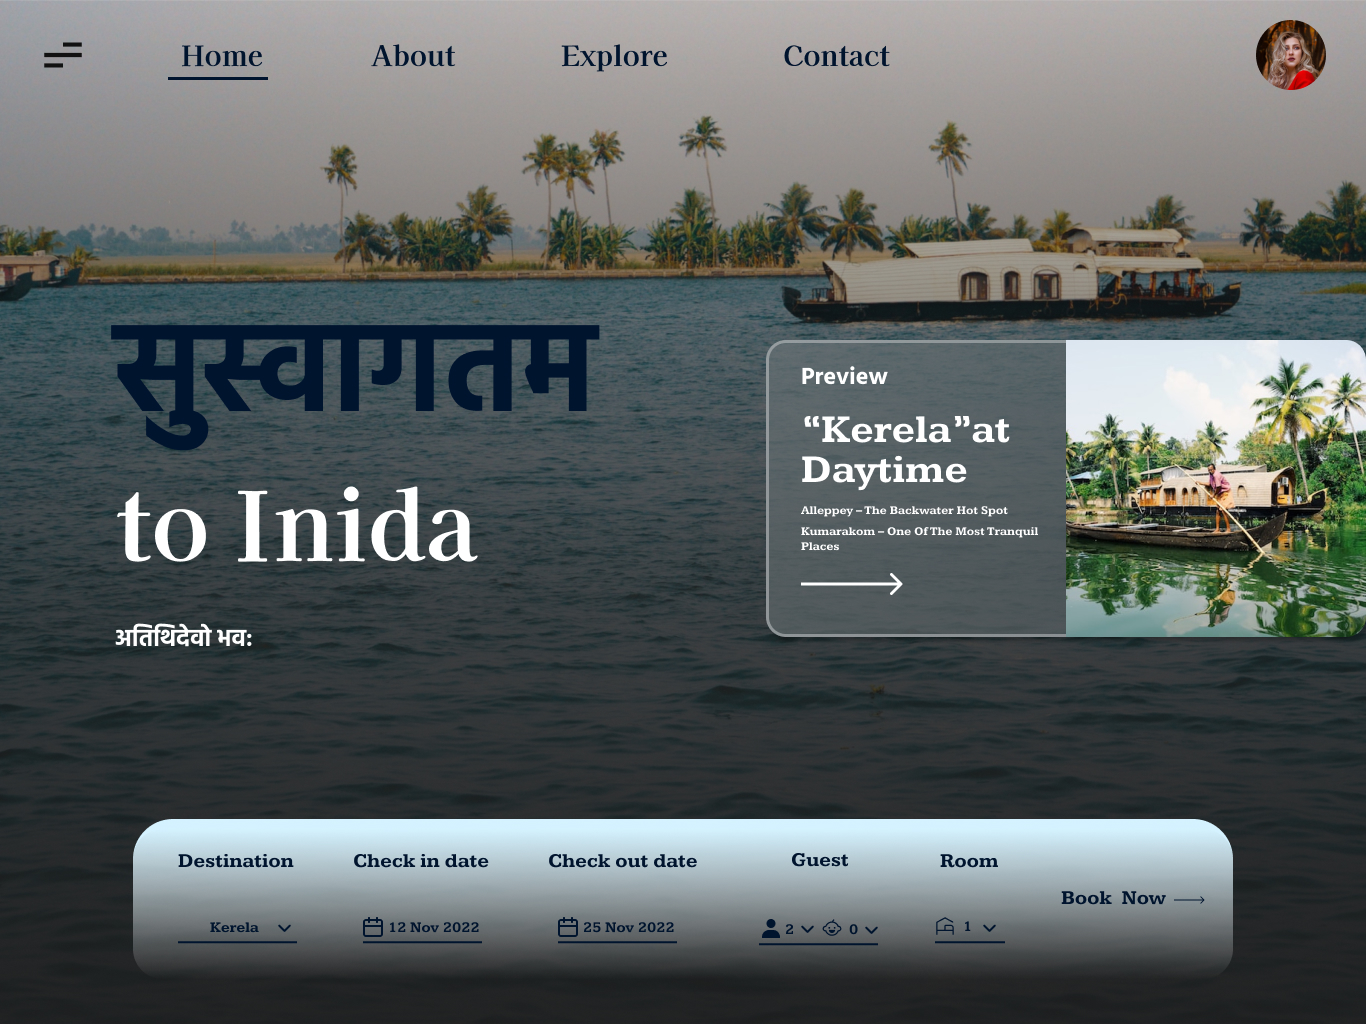 Home About Explore Contact
सुस्वागतम
to Inida
अतिथिदेवो भव:
Preview
“Kerela”at
Daytime
Alleppey – The Backwater Hot Spot
Kumarakom – One Of The Most Tranquil
Places
Destination Check in date Check out date Guest Room
Book Now
Kerela 12 Nov 2022 25 Nov 2022 2 0 1